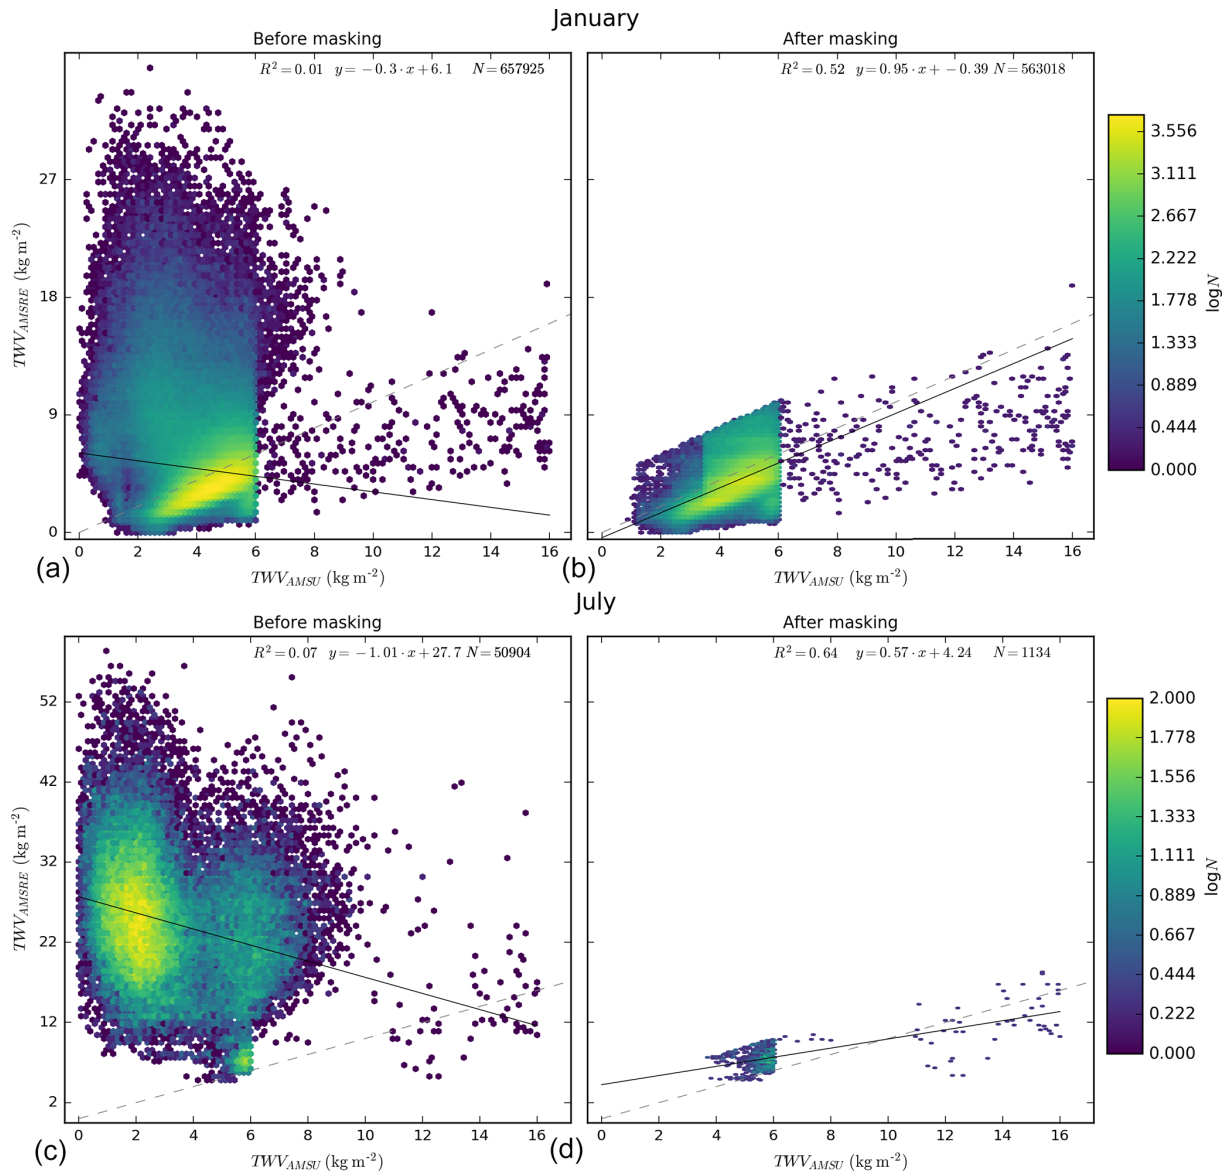 January
Before masking
After masking
R² = 0.01 y = −0.3 · x + 6.1 N = 657925
R² = 0.52 y = 0.95 · x + −0.39 N = 563018
TWV_AMSRE (kg m⁻²)
27
18
9
0
0 2 4 6 8 10 12 14 16
0 2 4 6 8 10 12 14 16
(a)
TWV_AMSU (kg m⁻²)
(b)
TWV_AMSU (kg m⁻²)
3.556
3.111
2.667
2.222
1.778
1.333
0.889
0.444
0.000
logN
July
Before masking
After masking
R² = 0.07 y = −1.01 · x + 27.7 N = 50904
R² = 0.64 y = 0.57 · x + 4.24 N = 1134
TWV_AMSRE (kg m⁻²)
52
42
32
22
12
2
0 2 4 6 8 10 12 14 16
0 2 4 6 8 10 12 14 16
(c)
TWV_AMSU (kg m⁻²)
(d)
TWV_AMSU (kg m⁻²)
2.000
1.778
1.556
1.333
1.111
0.889
0.667
0.444
0.222
0.000
logN